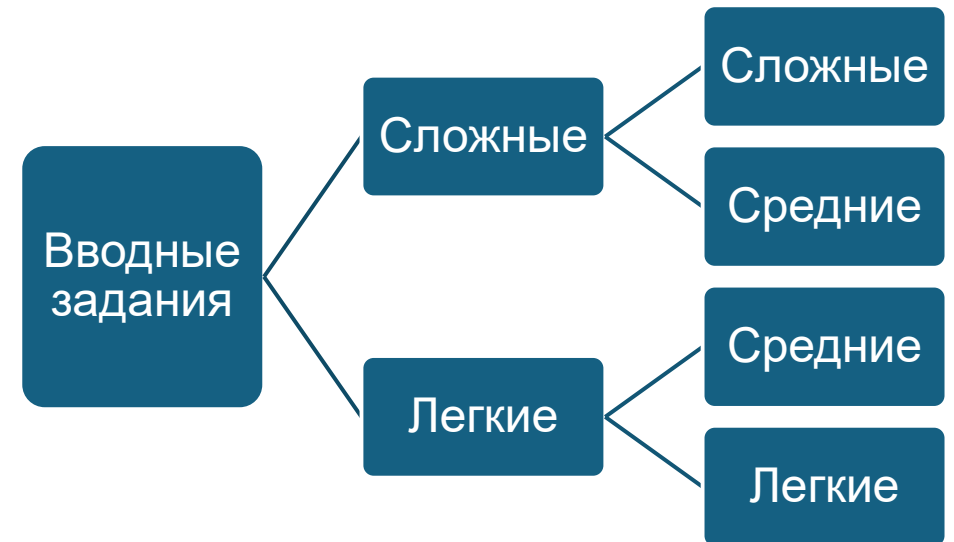 Вводные
задания
Сложные
Легкие
Сложные
Средние
Средние
Легкие